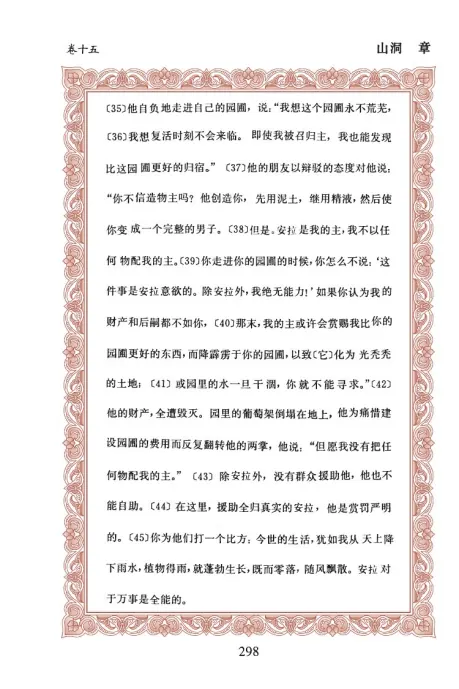 卷十五
山洞 章
〔35〕他自负地走进自己的园圃，说：“我想这个园圃永不荒芜，
〔36〕我想复活时刻不会来临。即使我被召归主，我也能发现
比这园圃更好的归宿。”〔37〕他的朋友以辩驳的态度对他说：
“你不信造物主吗？他创造你，先用泥土，继用精液，然后使
你变成一个完整的男子。〔38〕但是，安拉是我的主，我不以任
何物配我的主。〔39〕你走进你的园圃的时候，你怎么不说：‘这
件事是安拉意欲的。除安拉外，我绝无能力！’如果你认为我的
财产和后嗣都不如你，〔40〕那末，我的主或许会赏赐我比你的
园圃更好的东西，而降霹雳于你的园圃，以致〔它〕化为光秃秃
的土地；〔41〕或园里的水一旦干涸，你就不能寻求。”〔42〕
他的财产，全遭毁灭。园里的葡萄架倒塌在地上，他为痛惜建
设园圃的费用而反复翻转他的两掌，他说：“但愿我没有把任
何物配我的主。”〔43〕除安拉外，没有群众援助他，他也不
能自助。〔44〕在这里，援助全归真实的安拉，他是赏罚严明
的。〔45〕你为他们打一个比方：今世的生活，犹如我从天上降
下雨水，植物得雨，就蓬勃生长，既而零落，随风飘散。安拉对
于万事是全能的。
298